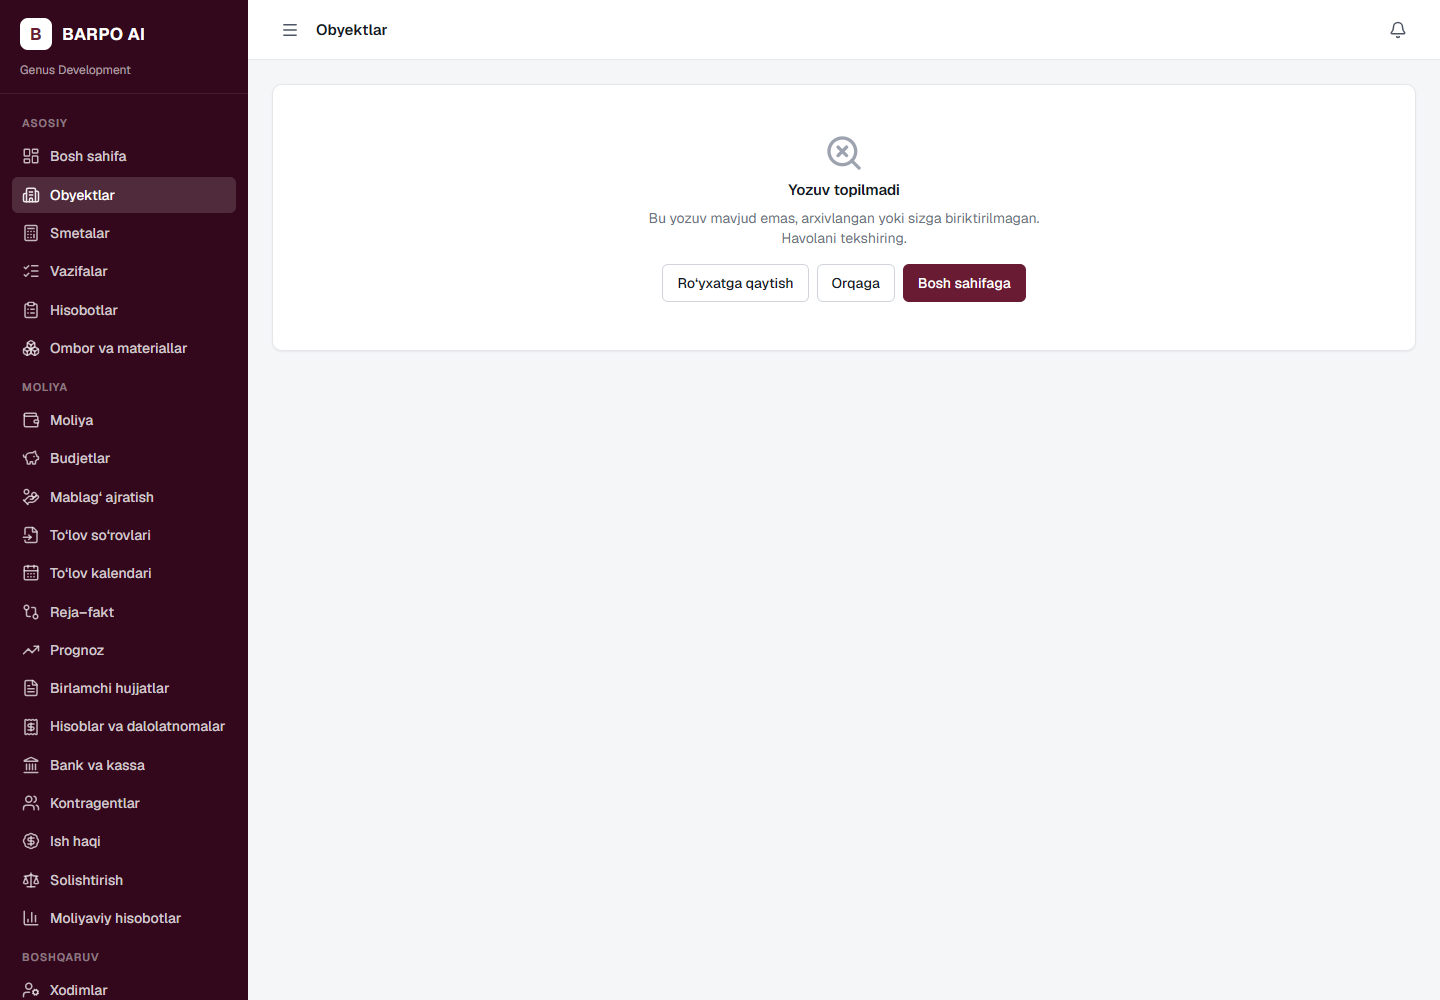 B
BARPO AI
Genus Development
ASOSIY
Bosh sahifa
Obyektlar
Smetalar
Vazifalar
Hisobotlar
Ombor va materiallar
MOLIYA
Moliya
Budjetlar
Mablag‘ ajratish
To‘lov so‘rovlari
To‘lov kalendari
Reja–fakt
Prognoz
Birlamchi hujjatlar
Hisoblar va dalolatnomalar
Bank va kassa
Kontragentlar
Ish haqi
Solishtirish
Moliyaviy hisobotlar
BOSHQARUV
Xodimlar
Obyektlar
Yozuv topilmadi
Bu yozuv mavjud emas, arxivlangan yoki sizga biriktirilmagan.
Havolani tekshiring.
Ro‘yxatga qaytish
Orqaga
Bosh sahifaga